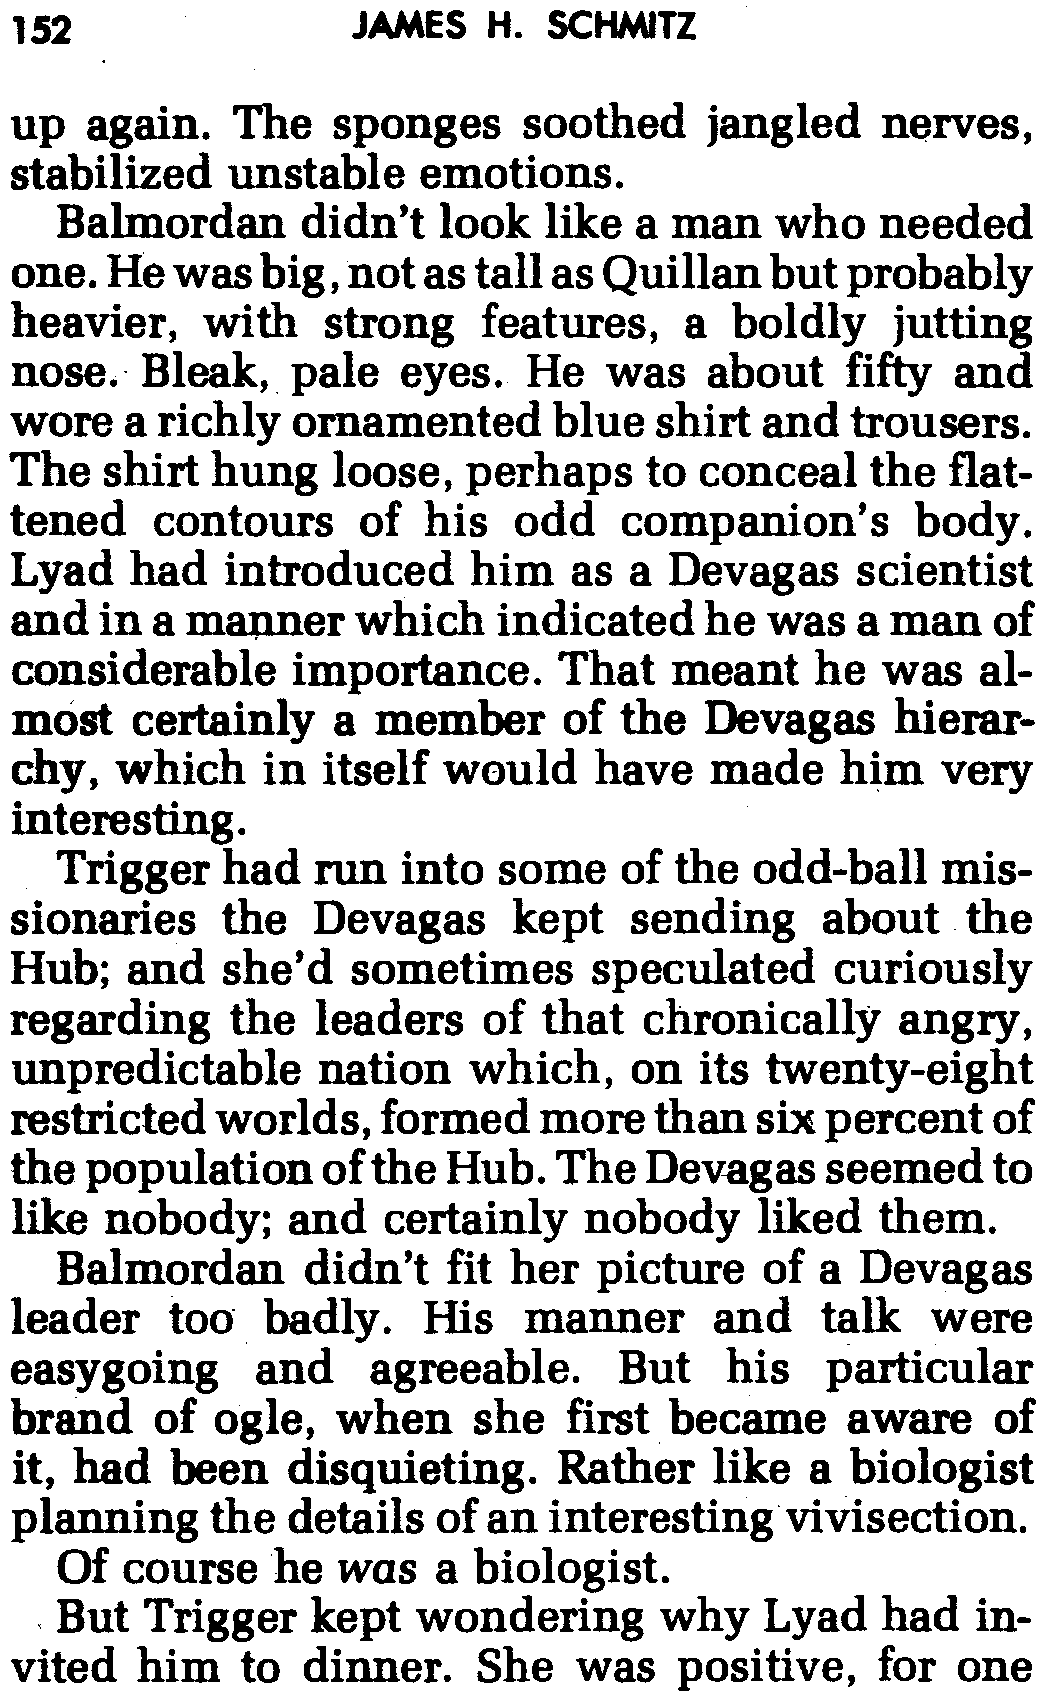 152 JAMES H. SCHMITZ
up again. The sponges soothed jangled nerves,
stabilized unstable emotions.
Balmordan didn't look like a man who needed
one. He was big, not as tall as Quillan but probably
heavier, with strong features, a boldly jutting
nose. Bleak, pale eyes. He was about fifty and
wore a richly ornamented blue shirt and trousers.
The shirt hung loose, perhaps to conceal the flat-
tened contours of his odd companion's body.
Lyad had introduced him as a Devagas scientist
and in a manner which indicated he was a man of
considerable importance. That meant he was al-
most certainly a member of the Devagas hierar-
chy, which in itself would have made him very
interesting.
Trigger had run into some of the odd-ball mis-
sionaries the Devagas kept sending about the
Hub; and she'd sometimes speculated curiously
regarding the leaders of that chronically angry,
unpredictable nation which, on its twenty-eight
restricted worlds, formed more than six percent of
the population of the Hub. The Devagas seemed to
like nobody; and certainly nobody liked them.
Balmordan didn't fit her picture of a Devagas
leader too badly. His manner and talk were
easygoing and agreeable. But his particular
brand of ogle, when she first became aware of
it, had been disquieting. Rather like a biologist
planning the details of an interesting vivisection.
Of course he was a biologist.
But Trigger kept wondering why Lyad had in-
vited him to dinner. She was positive, for one